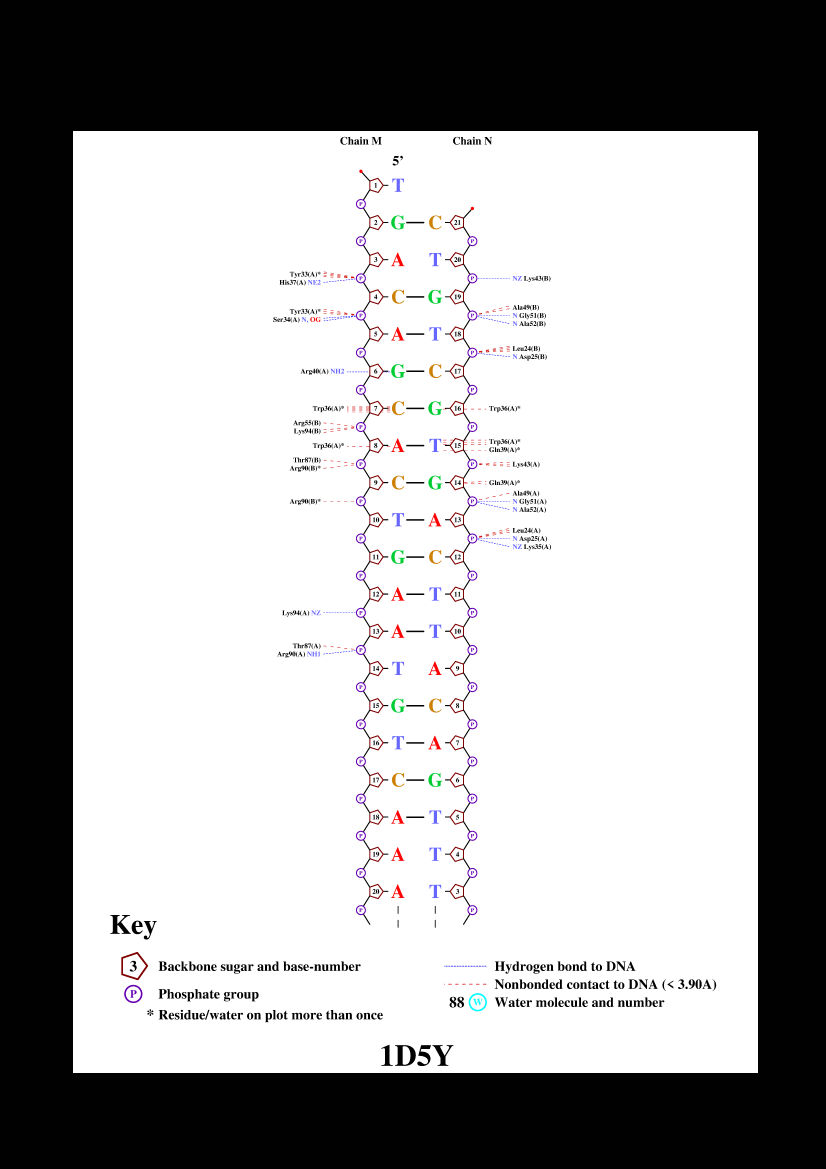 Chain M Chain N
5'
1 T
P
2 G C 21
P P
3 A T 20
Tyr33(A)*
His37(A) NE2 P P NZ Lys43(B)
4 C G 19
Tyr33(A)* Ala49(B)
Ser34(A) N, OG P P N Gly51(B)
N Ala52(B)
5 A T 18
Leu24(B)
P P N Asp25(B)
Arg40(A) NH2 6 G C 17
P P
Trp36(A)* 7 C G 16 Trp36(A)*
Arg55(B)
Lys94(B) P P
Trp36(A)* 8 A T 15 Trp36(A)*
Gln39(A)*
Thr87(B)
Arg90(B)* P P Lys43(A)
9 C G 14 Gln39(A)*
Ala49(A)
Arg90(B)* P P N Gly51(A)
N Ala52(A)
10 T A 13
Leu24(A)
P P N Asp25(A)
NZ Lys35(A)
11 G C 12
P P
12 A T 11
Lys94(A) NZ P P
13 A T 10
Thr87(A)
Arg90(A) NH1 P P
14 T A 9
P P
15 G C 8
P P
16 T A 7
P P
17 C G 6
P P
18 A T 5
P P
19 A T 4
P P
20 A T 3
P P
Key
3 Backbone sugar and base-number
P Phosphate group
* Residue/water on plot more than once
Hydrogen bond to DNA
Nonbonded contact to DNA (< 3.90A)
88 W Water molecule and number
1D5Y